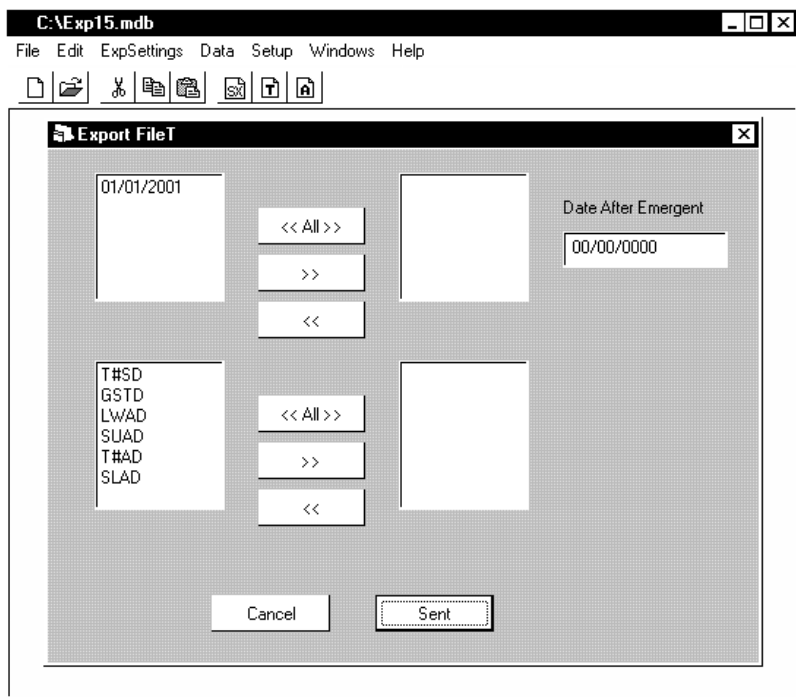 C:\Exp15.mdb
File Edit ExpSettings Data Setup Windows Help
SX T A
Export FileT
01/01/2001
<< All >>
>>
<<
Date After Emergent
00/00/0000
T#SD
GSTD
LWAD
SUAD
T#AD
SLAD
<< All >>
>>
<<
Cancel Sent